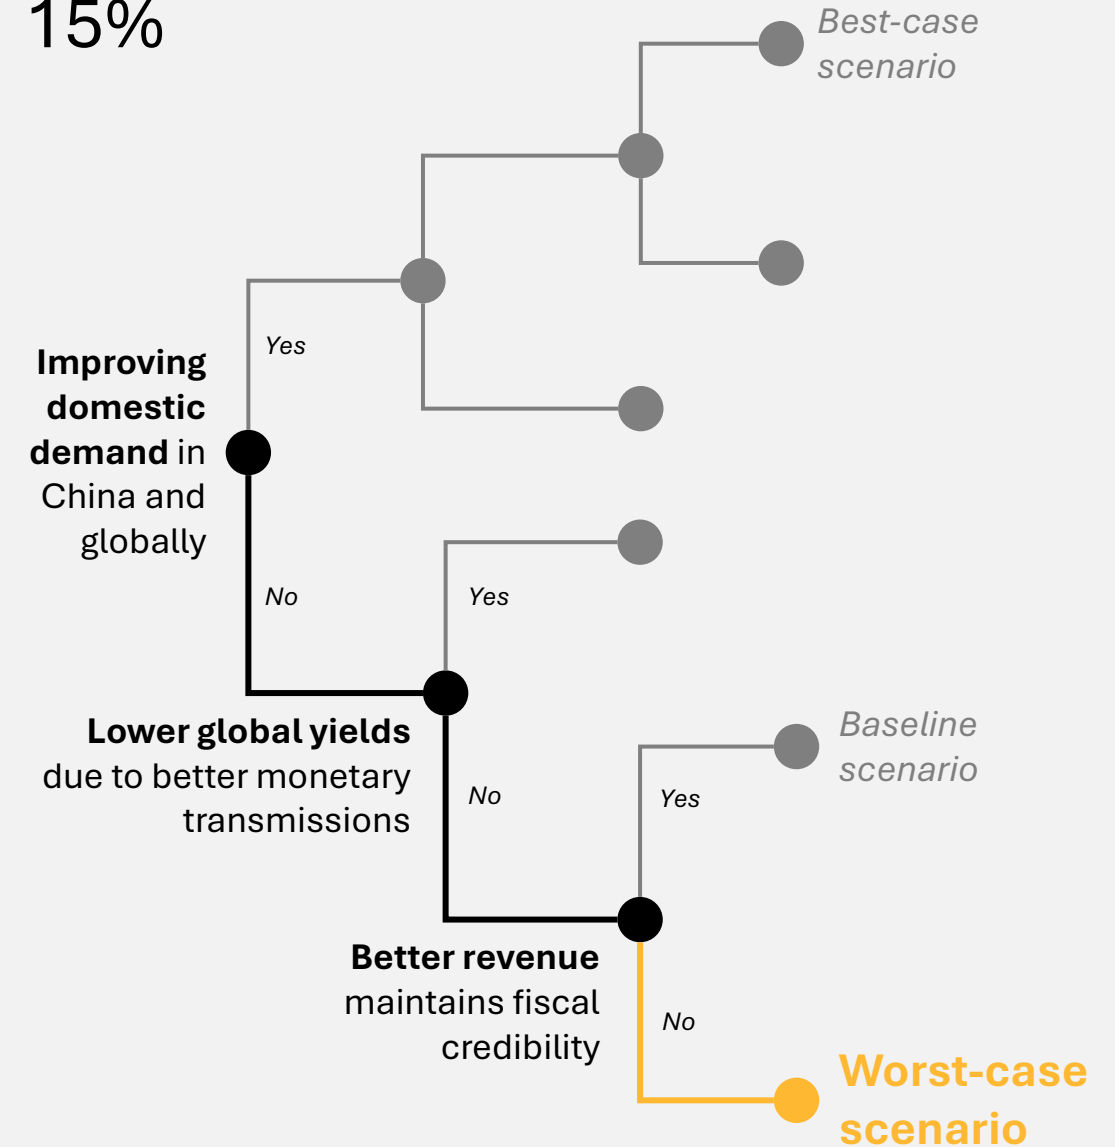 15%
Best-case
scenario
Yes
Improving
domestic
demand in
China and
globally
No
Yes
Lower global yields
due to better monetary
transmissions
No
Baseline
scenario
Yes
Better revenue
maintains fiscal
credibility
No
Worst-case
scenario